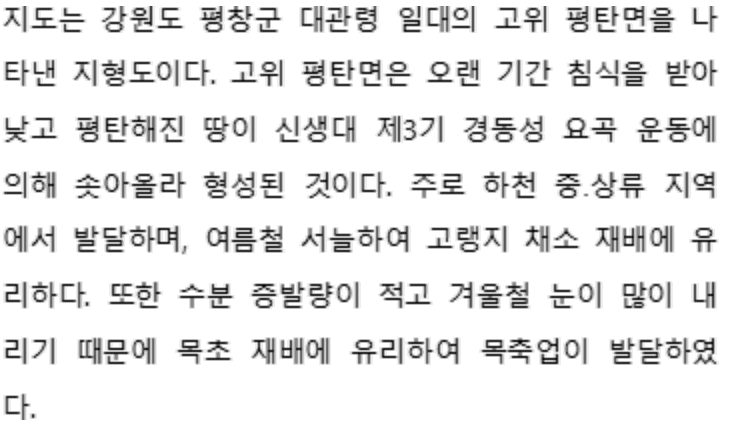 지도는 강원도 평창군 대관령 일대의 고위 평탄면을 나
타낸 지형도이다. 고위 평탄면은 오랜 기간 침식을 받아
낮고 평탄해진 땅이 신생대 제3기 경동성 요곡 운동에
의해 솟아올라 형성된 것이다. 주로 하천 중.상류 지역
에서 발달하며, 여름철 서늘하여 고랭지 채소 재배에 유
리하다. 또한 수분 증발량이 적고 겨울철 눈이 많이 내
리기 때문에 목초 재배에 유리하여 목축업이 발달하였
다.